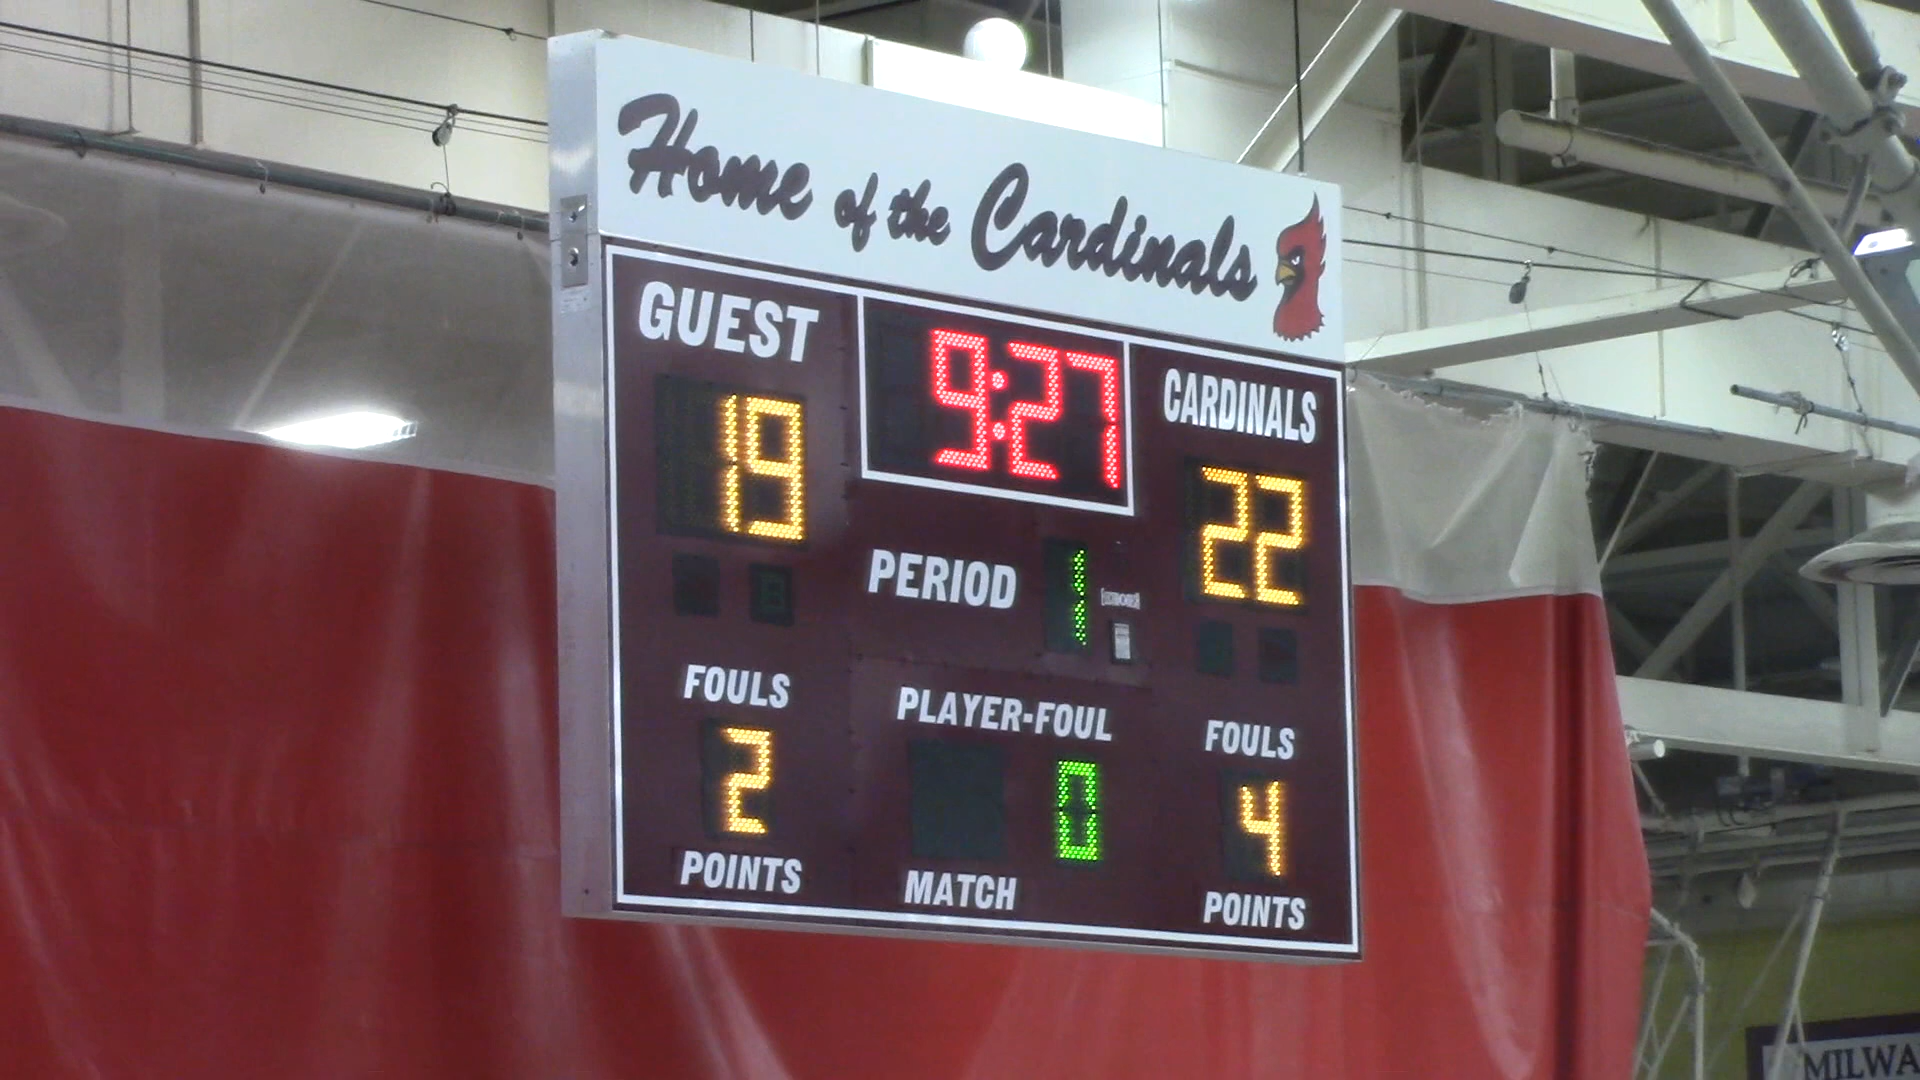 Home of the Cardinals
GUEST
9:27
CARDINALS
19
22
PERIOD 1
FOULS
PLAYER-FOUL
FOULS
2
0
4
POINTS
MATCH
POINTS
MILWA